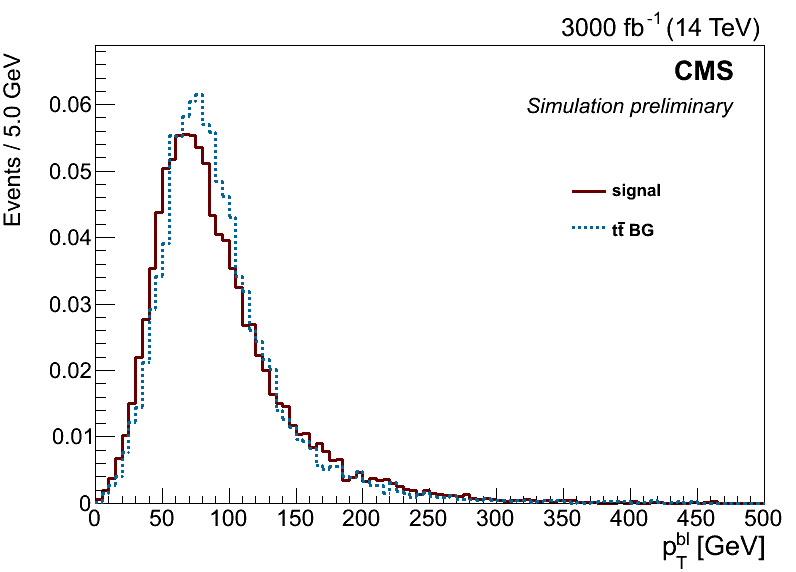 3000 fb⁻¹ (14 TeV)
CMS
Simulation preliminary
Events / 5.0 GeV
0.06
0.05
0.04
0.03
0.02
0.01
0
signal
tt̄ BG
0 50 100 150 200 250 300 350 400 450 500
p_T^bl [GeV]